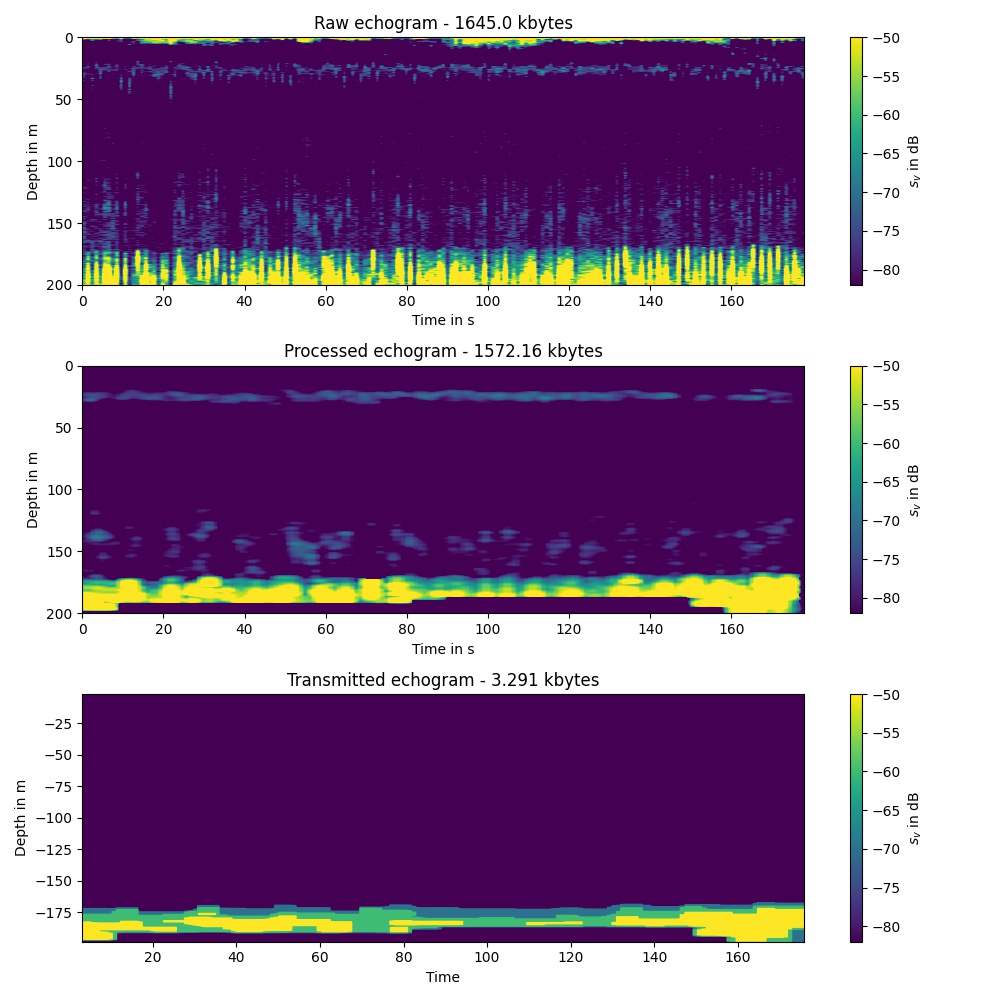 Raw echogram - 1645.0 kbytes
0
50
100
150
200
Depth in m
0 20 40 60 80 100 120 140 160
Time in s
−50
−55
−60
−65
−70
−75
−80
sv in dB
Processed echogram - 1572.16 kbytes
0
50
100
150
200
Depth in m
0 20 40 60 80 100 120 140 160
Time in s
−50
−55
−60
−65
−70
−75
−80
sv in dB
Transmitted echogram - 3.291 kbytes
−25
−50
−75
−100
−125
−150
−175
Depth in m
20 40 60 80 100 120 140 160
Time
−50
−55
−60
−65
−70
−75
−80
sv in dB